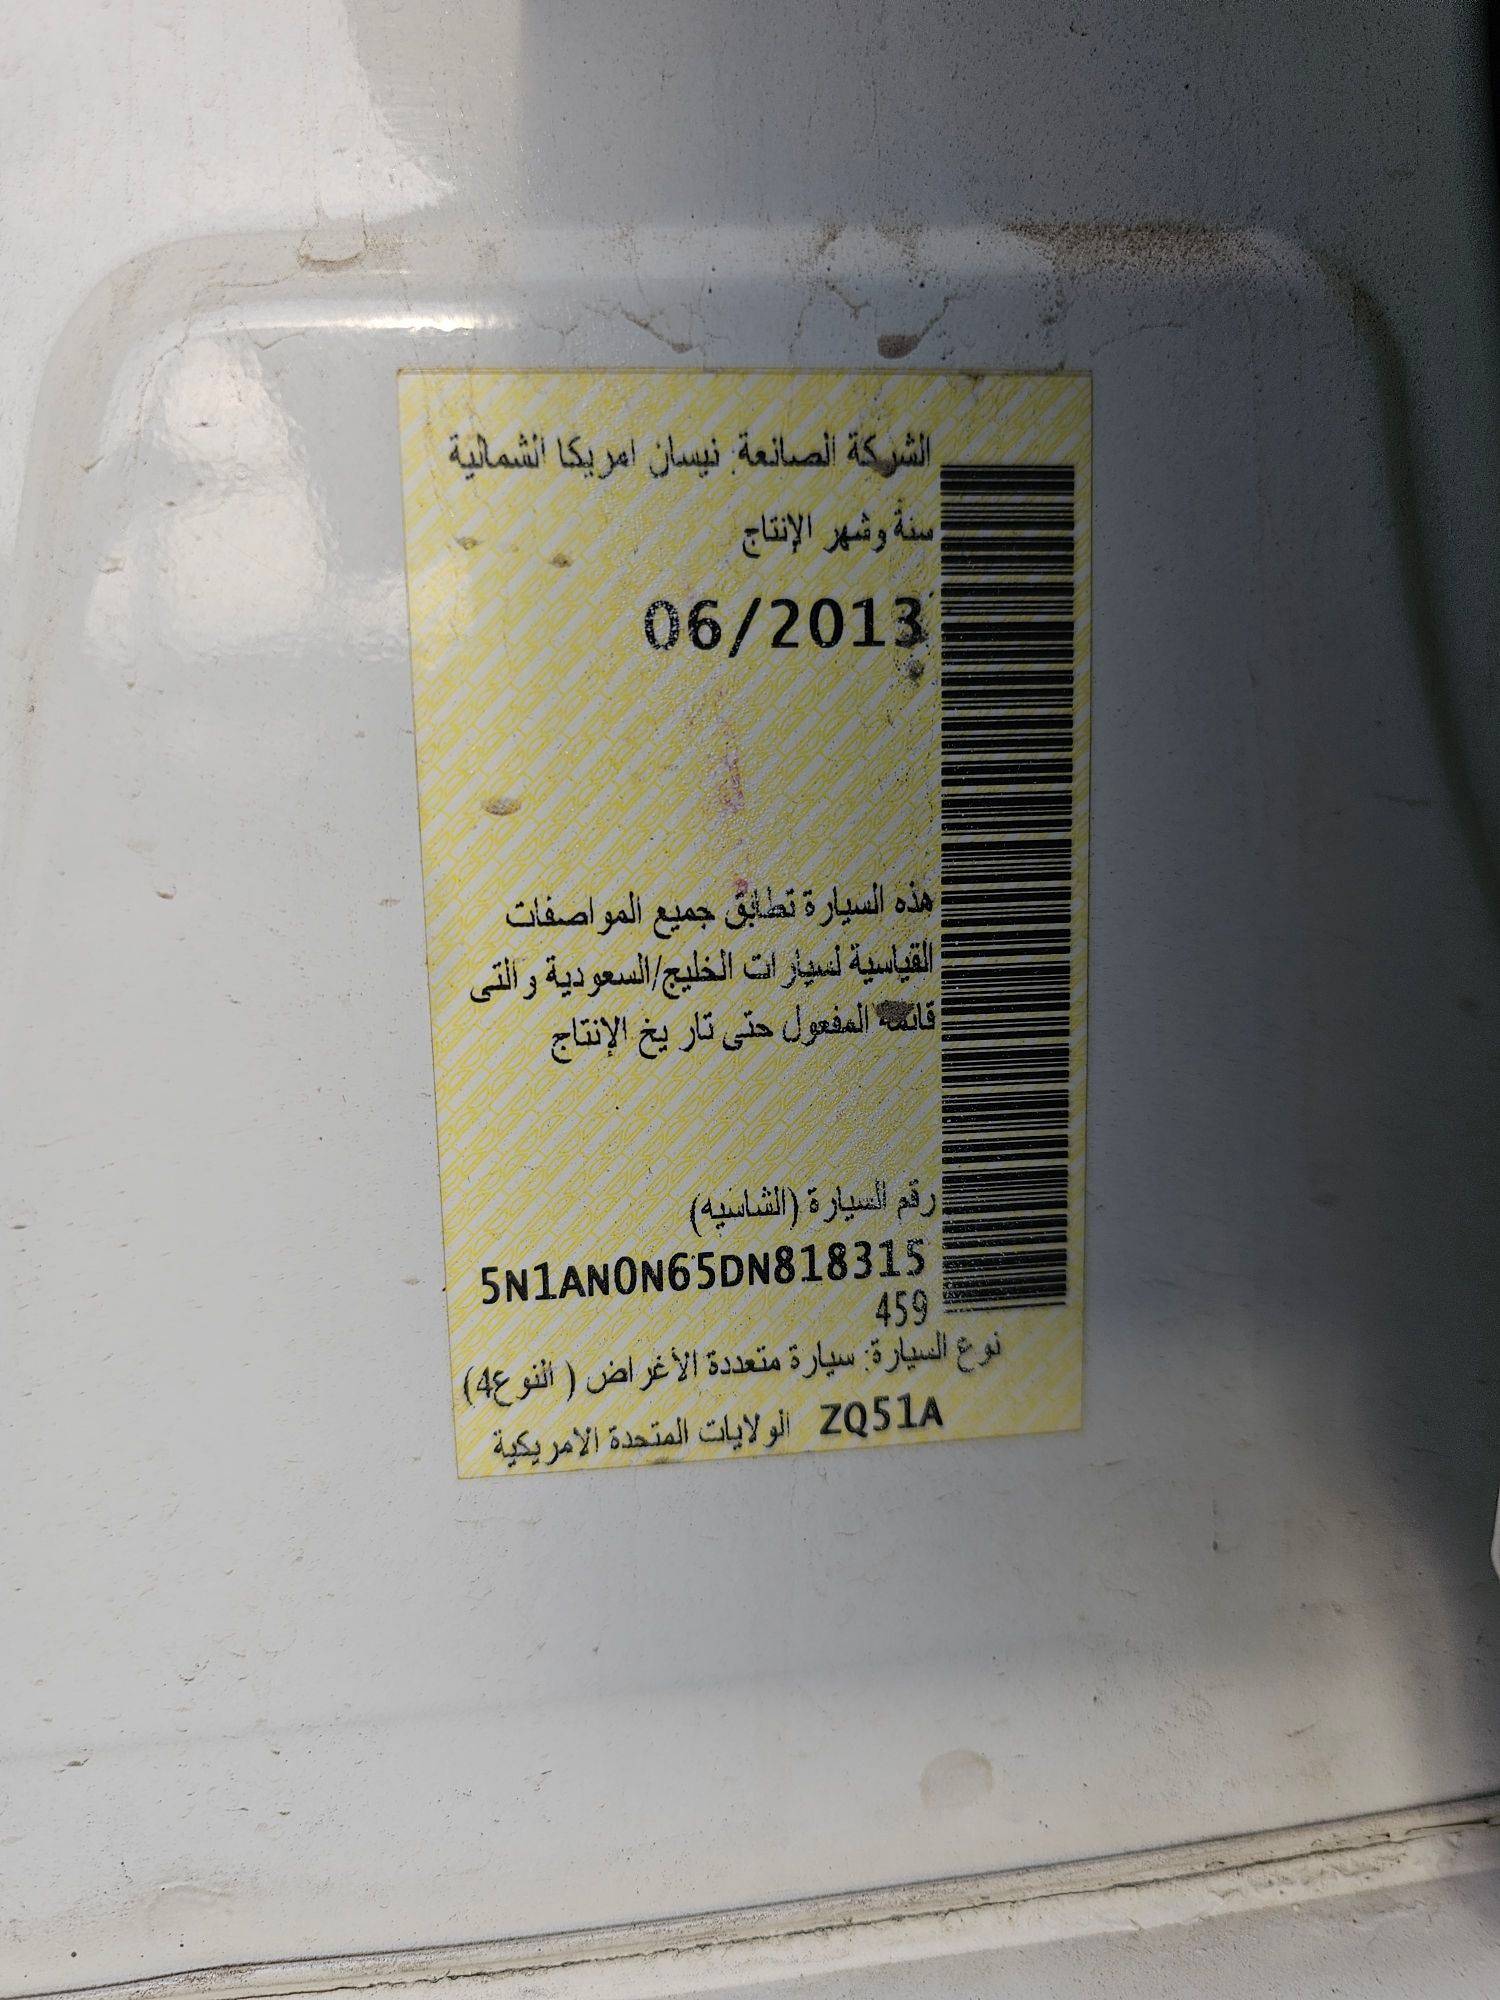 الشركة الصانعة: نيسان امريكا الشمالية
سنة وشهر الإنتاج
06/2013
هذه السيارة تطابق جميع المواصفات
القياسية لسيارات الخليج/السعودية والتى
قائمة المفعول حتى تاريخ الإنتاج
رقم السيارة (الشاسيه)
5N1AN0N65DN818315
459
نوع السيارة: سيارة متعددة الأغراض ( النوع4)
ZQ51A الولايات المتحدة الامريكية